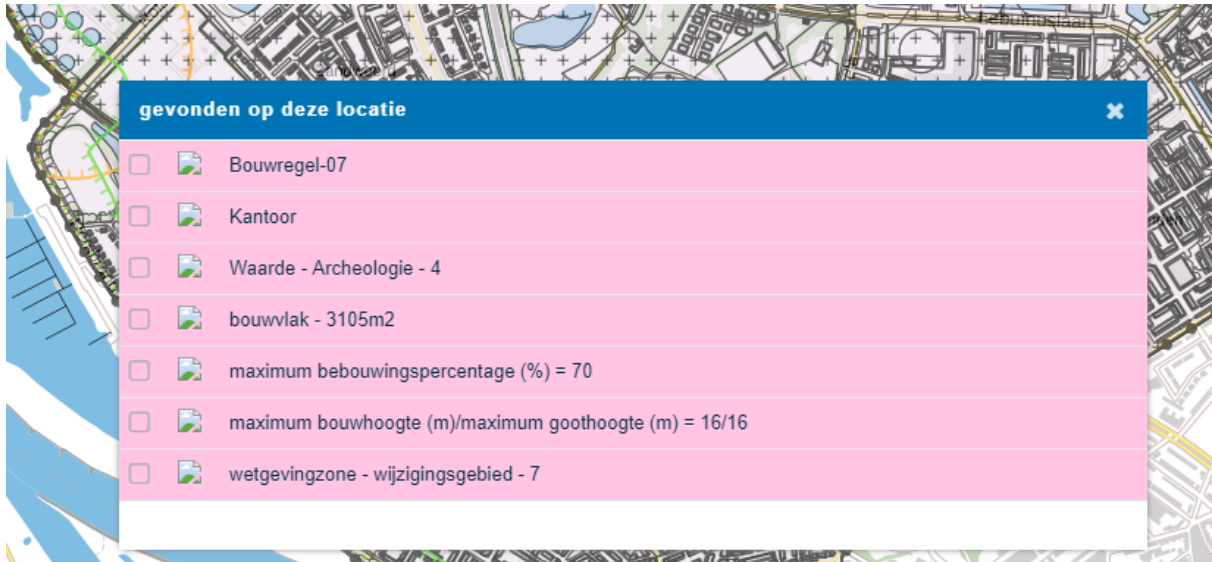 gevonden op deze locatie
Bouwregel-07
Kantoor
Waarde - Archeologie - 4
bouwvlak - 3105m2
maximum bebouwingspercentage (%) = 70
maximum bouwhoogte (m)/maximum goothoogte (m) = 16/16
wetgevingzone - wijzigingsgebied - 7